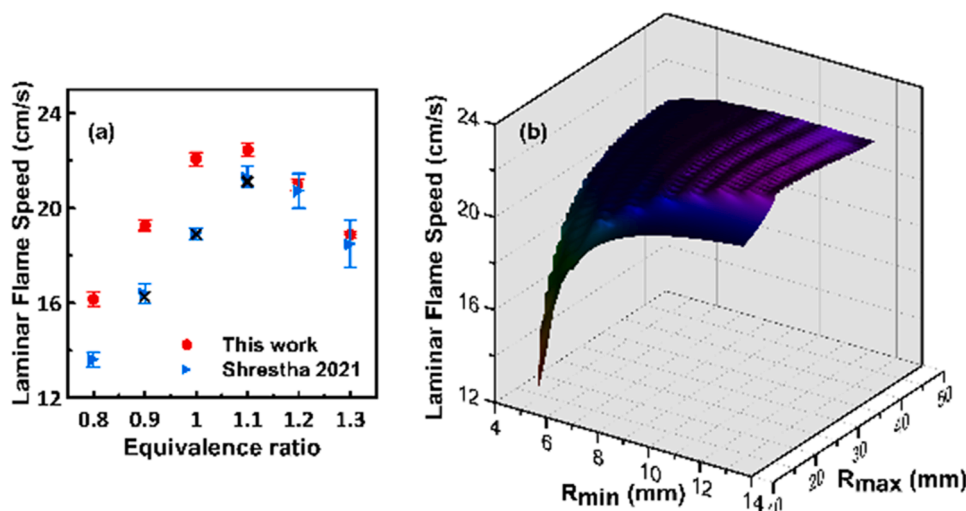 Laminar Flame Speed (cm/s)
24
20
16
12
(a)
This work
Shrestha 2021
0.8 0.9 1 1.1 1.2 1.3
Equivalence ratio
Laminar Flame Speed (cm/s)
24
20
16
12
(b)
4 6 8 10 12 14
Rmin (mm)
20 30 40 50
Rmax (mm)